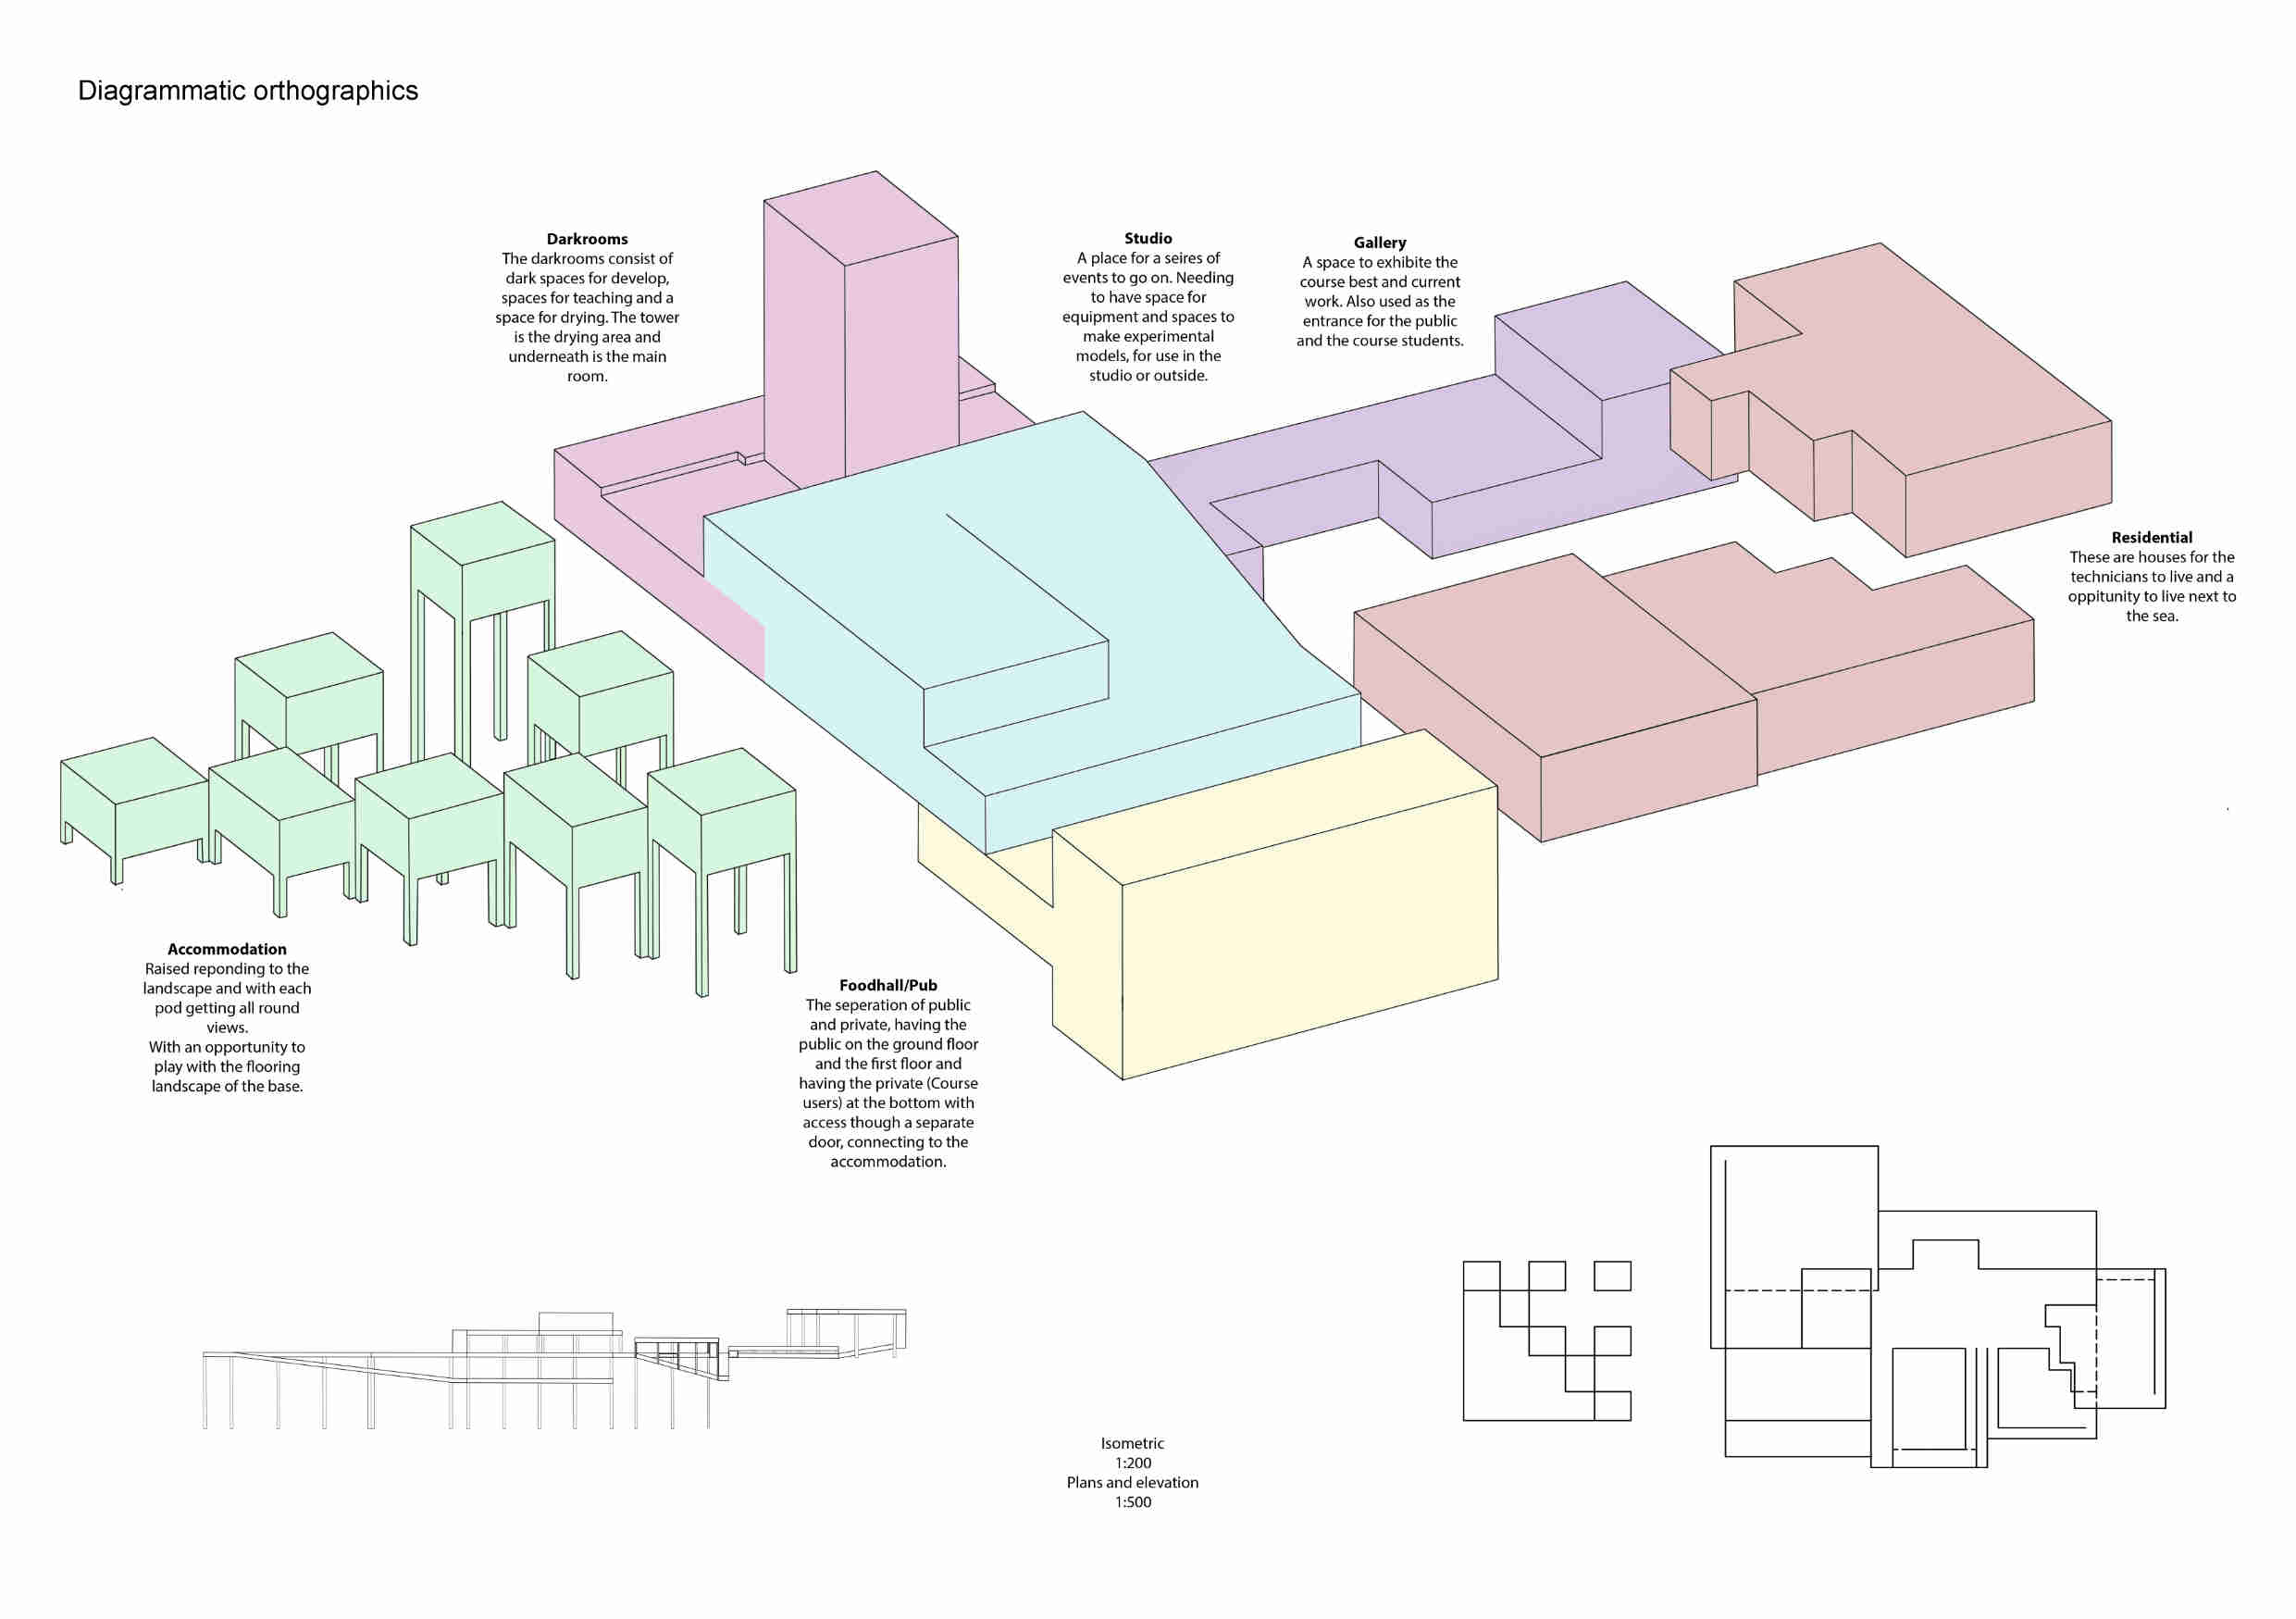 Diagrammatic orthographics
Darkrooms
The darkrooms consist of
dark spaces for develop,
spaces for teaching and a
space for drying. The tower
is the drying area and
underneath is the main
room.
Studio
A place for a seires of
events to go on. Needing
to have space for
equipment and spaces to
make experimental
models, for use in the
studio or outside.
Gallery
A space to exhibite the
course best and current
work. Also used as the
entrance for the public
and the course students.
Residential
These are houses for the
technicians to live and a
oppitunity to live next to
the sea.
Accommodation
Raised reponding to the
landscape and with each
pod getting all round
views.
With an opportunity to
play with the flooring
landscape of the base.
Foodhall/Pub
The seperation of public
and private, having the
public on the ground floor
and the first floor and
having the private (Course
users) at the bottom with
access though a separate
door, connecting to the
accommodation.
Isometric
1:200
Plans and elevation
1:500